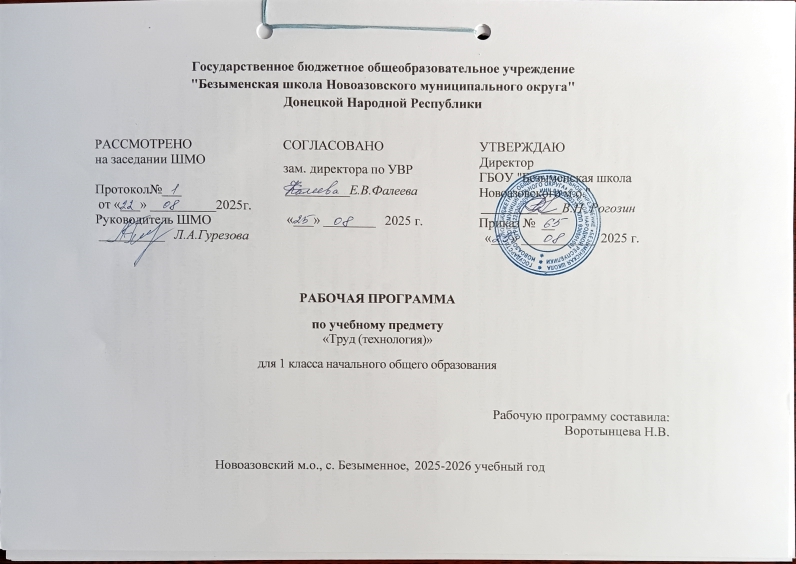 Государственное бюджетное общеобразовательное учреждение
"Безыменская школа Новоазовского муниципального округа"
Донецкой Народной Республики
РАССМОТРЕНО
на заседании ШМО
Протокол№ 1
от «22» 08 2025г.
Руководитель ШМО
Л.А.Гурезова
СОГЛАСОВАНО
зам. директора по УВР
Е.В.Фалеева
«25» 08 2025 г.
УТВЕРЖДАЮ
Директор
ГБОУ "Безыменская школа
Новоазовского м.о."
В.П. Рогозин
Приказ № 65
08 2025 г.
РАБОЧАЯ ПРОГРАММА
по учебному предмету
«Труд (технология)»
для 1 класса начального общего образования
Рабочую программу составила:
Воротынцева Н.В.
Новоазовский м.о., с. Безыменное, 2025-2026 учебный год